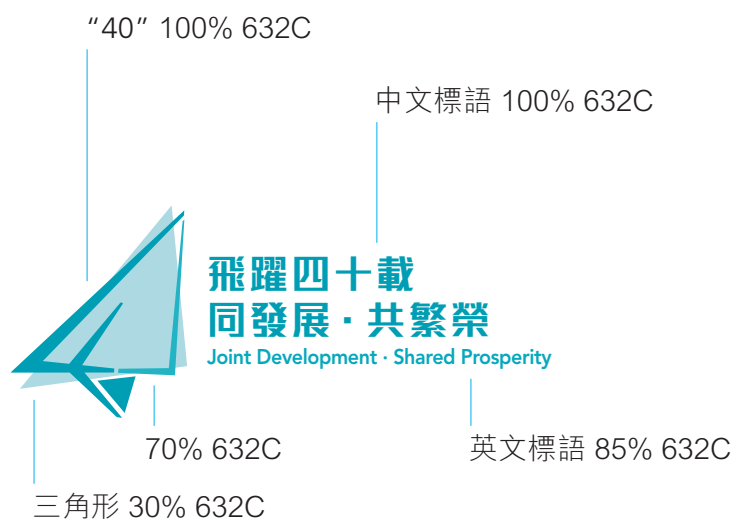 “40” 100% 632C
中文標語 100% 632C
飛躍四十載
同發展·共繁榮
Joint Development · Shared Prosperity
70% 632C
英文標語 85% 632C
三角形 30% 632C